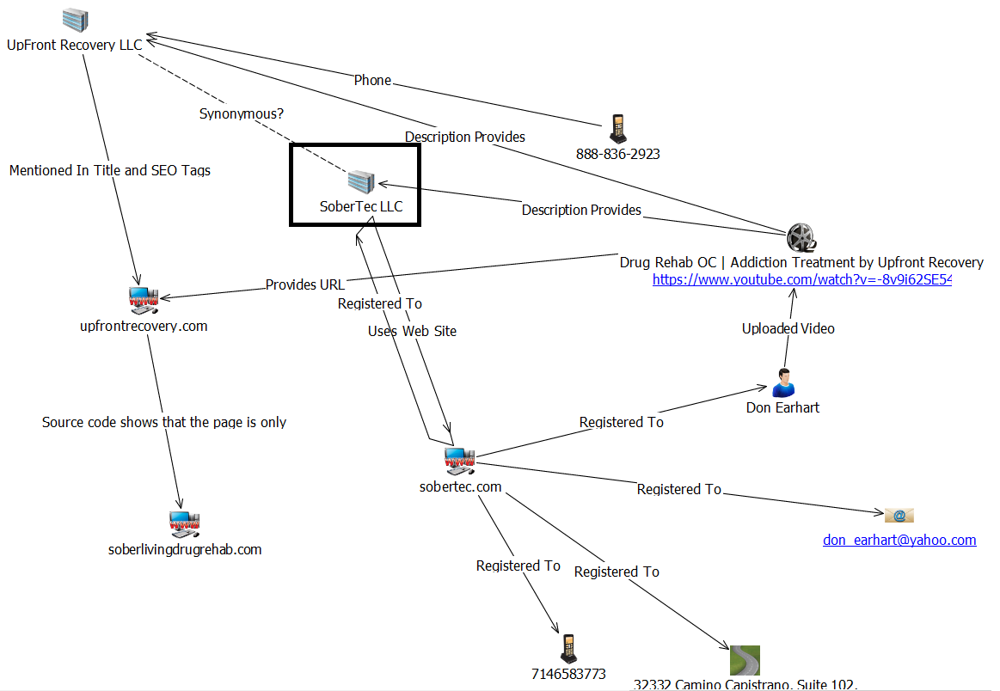 UpFront Recovery LLC
Phone
Synonymous?
Description Provides
888-836-2923
Mentioned In Title and SEO Tags
SoberTec LLC
Description Provides
Drug Rehab OC | Addiction Treatment by Upfront Recovery
https://www.youtube.com/watch?v=-8v9i62SE54
Provides URL
Registered To
upfrontrecovery.com
Uses Web Site
Uploaded Video
Don Earhart
Source code shows that the page is only
Registered To
sobertec.com
Registered To
don_earhart@yahoo.com
soberlivingdrugrehab.com
Registered To
Registered To
7146583773
32332 Camino Capistrano, Suite 102,